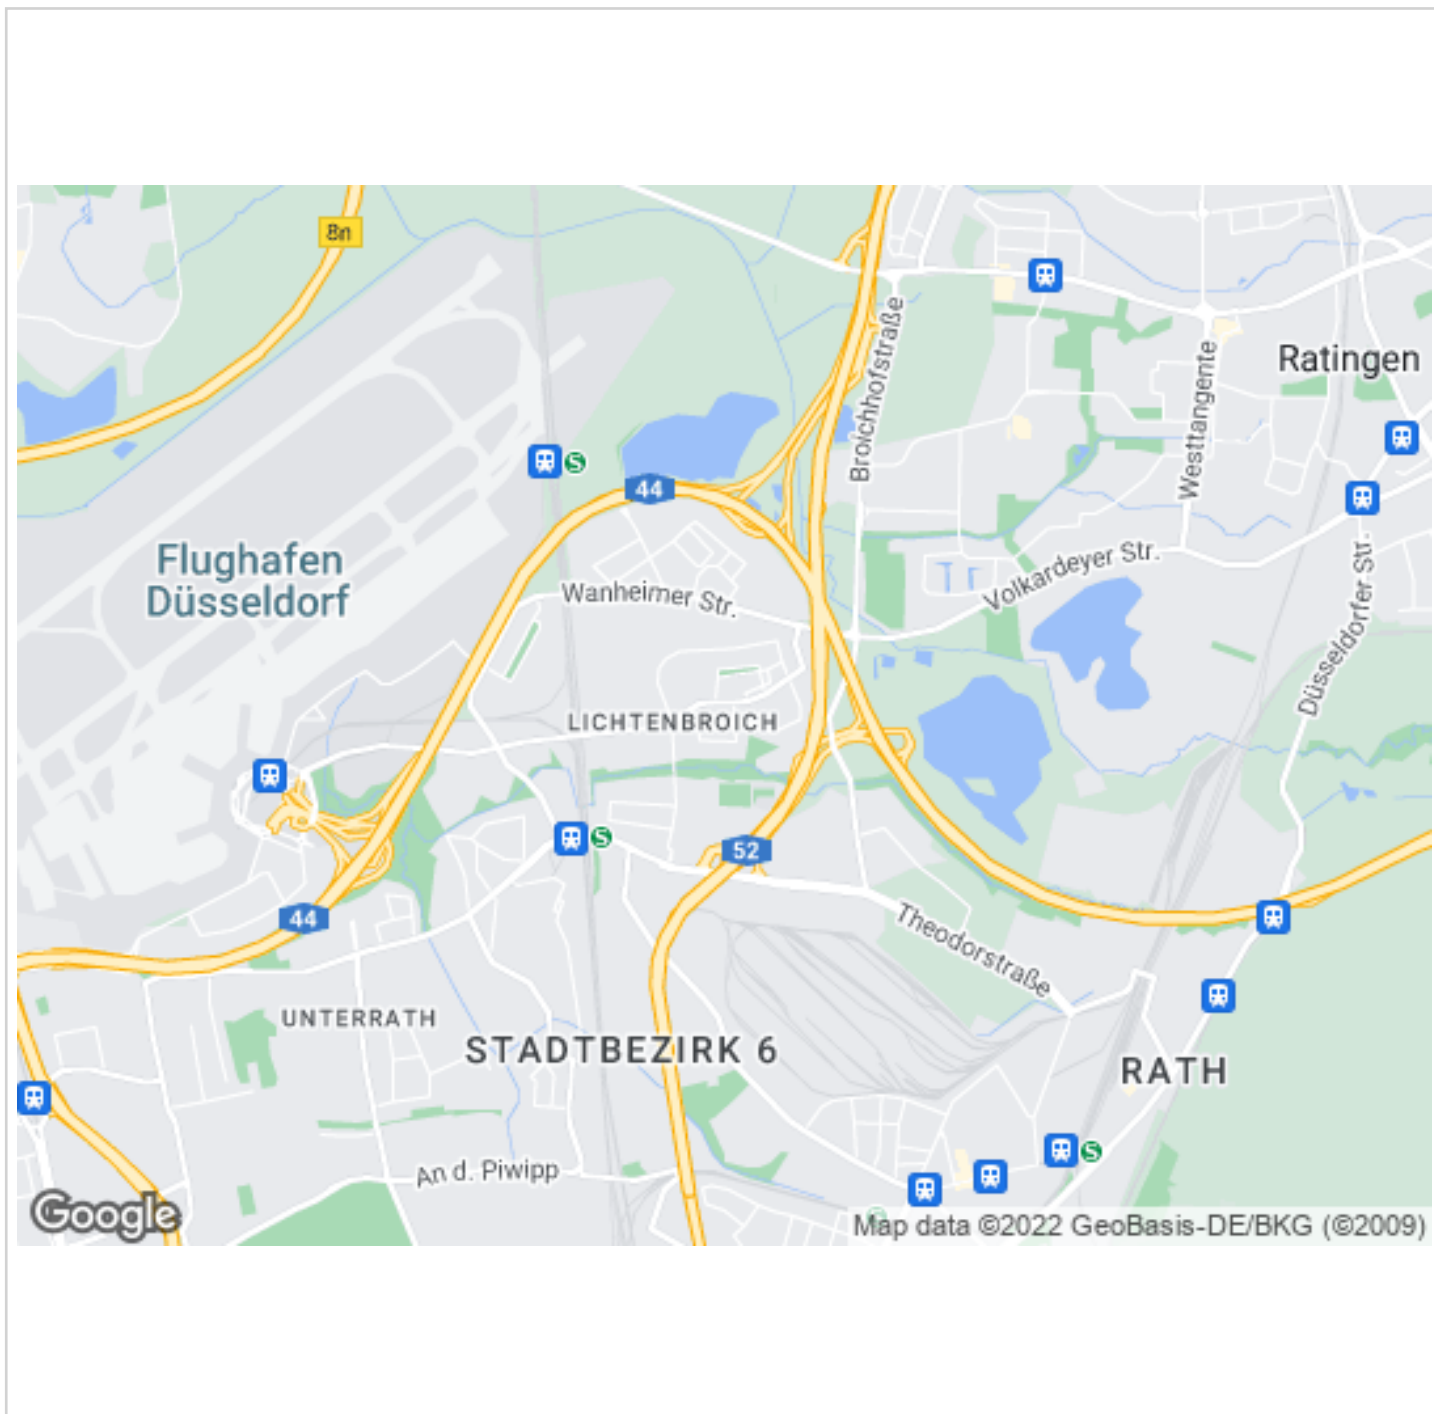 8n
Broichhofstraße
Ratingen
Westtangente
S
44
Flughafen
Düsseldorf
Wanheimer Str.
Volkardeyer Str.
Düsseldorfer Str.
LICHTENBROICH
S
52
44
Theodorstraße
UNTERRATH
STADTBEZIRK 6
RATH
S
An d. Piwipp
Google
Map data ©2022 GeoBasis-DE/BKG (©2009)